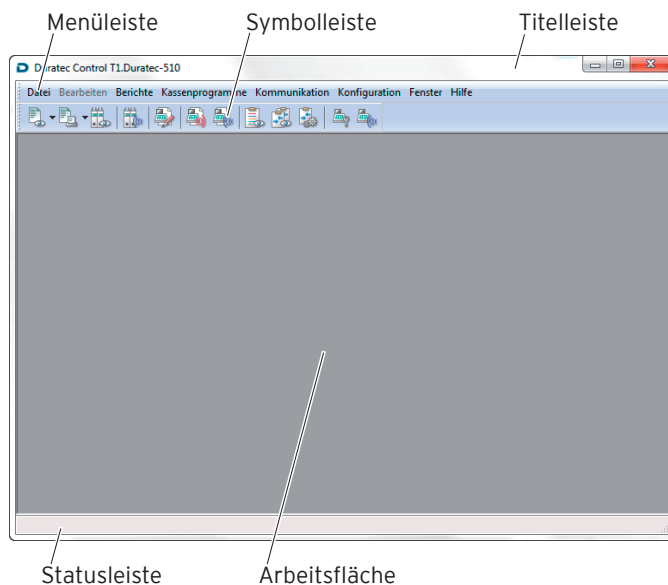 Menüleiste Symbolleiste Titelleiste
Duratec Control T1.Duratec-510
Datei Bearbeiten Berichte Kassenprogramme Kommunikation Konfiguration Fenster Hilfe
Statusleiste Arbeitsfläche